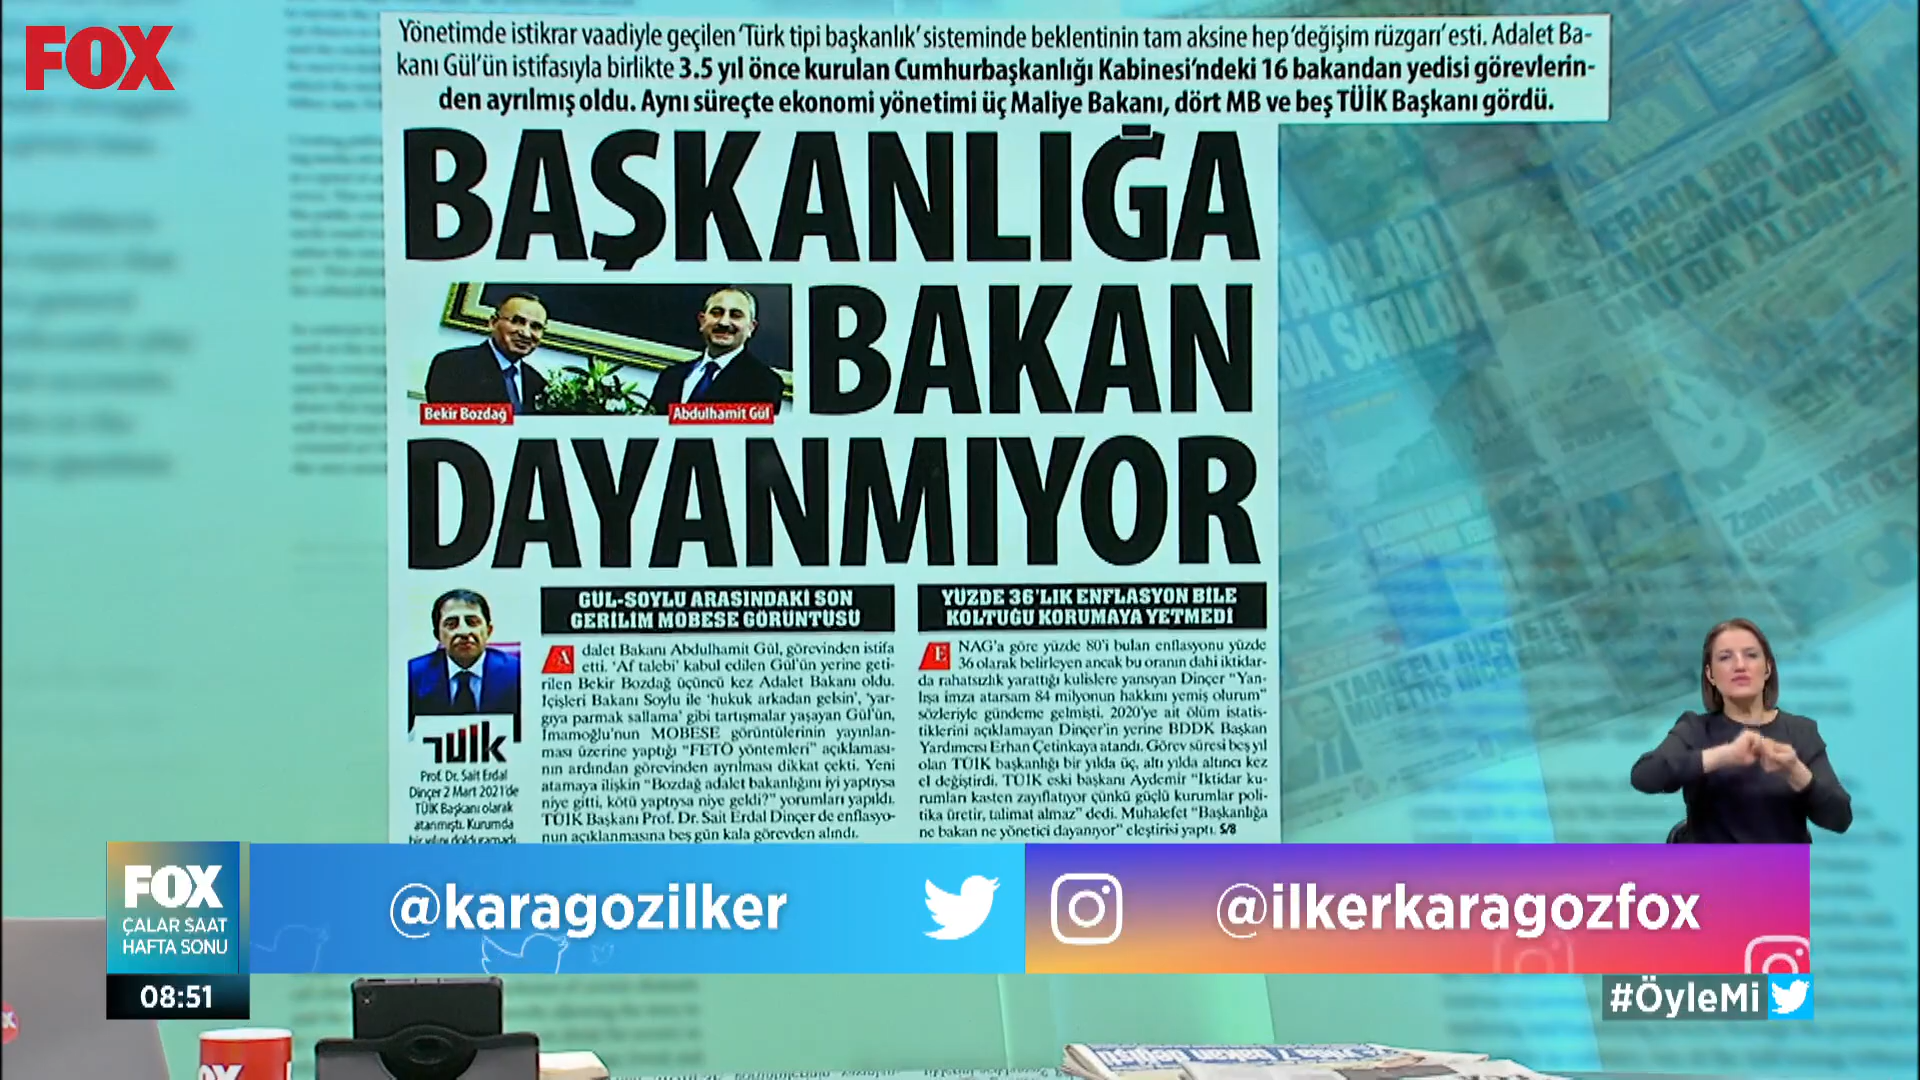 FOX
Yönetimde istikrar vaadiyle geçilen 'Türk tipi başkanlık' sisteminde beklentinin tam aksine hep 'değişim rüzgarı' esti. Adalet Ba-
kanı Gül'ün istifasıyla birlikte 3.5 yıl önce kurulan Cumhurbaşkanlığı Kabinesi'ndeki 16 bakandan yedisi görevlerin-
den ayrılmış oldu. Aynı süreçte ekonomi yönetimi üç Maliye Bakanı, dört MB ve beş TÜİK Başkanı gördü.
BAŞKANLIĞA
BAKAN
DAYANMIYOR
Bekir Bozdağ
Abdulhamit Gül
TÜİK
Prof. Dr. Sait Erdal
Dinçer 2 Mart 2021'de
TÜİK Başkanı olarak
atanmıştı. Kurumda
bir yılını dolduramadı
GÜL-SOYLU ARASINDAKİ SON
GERİLİM MOBESE GÖRÜNTÜSÜ
Adalet Bakanı Abdulhamit Gül, görevinden istifa
etti. 'Af talebi' kabul edilen Gül'ün yerine geti-
rilen Bekir Bozdağ üçüncü kez Adalet Bakanı oldu.
İçişleri Bakanı Soylu ile 'hukuk arkadan gelsin', 'yar-
gıya parmak sallama' gibi tartışmalar yaşayan Gül'ün,
İmamoğlu'nun MOBESE görüntülerinin yayınlan-
ması üzerine yaptığı "FETÖ yöntemleri" açıklaması-
nın ardından görevinden ayrılması dikkat çekti. Yeni
atamaya ilişkin "Bozdağ adalet bakanlığını iyi yaptıysa
niye gitti, kötü yaptıysa niye geldi?" yorumları yapıldı.
TÜİK Başkanı Prof. Dr. Sait Erdal Dinçer de enflasyo-
nun açıklanmasına beş gün kala görevden alındı.
YÜZDE 36'LIK ENFLASYON BİLE
KOLTUĞU KORUMAYA YETMEDİ
ENAG'a göre yüzde 80'i bulan enflasyonu yüzde
36 olarak belirleyen ancak bu oranın dahi iktidar-
da rahatsızlık yarattığı kulislere yansıyan Dinçer "Yan-
lışa imza atarsam 84 milyonun hakkını yemiş olurum"
sözleriyle gündeme gelmişti. 2020'ye ait ölüm istatis-
tiklerini açıklamayan Dinçer'in yerine BDDK Başkan
Yardımcısı Erhan Çetinkaya atandı. Görev süresi beş yıl
olan TÜİK başkanlığı bir yılda üç, altı yılda altıncı kez
el değiştirdi. TÜİK eski başkanı Aydemir "İktidar ku-
rumları kasten zayıflatıyor çünkü güçlü kurumlar poli-
tika üretir, talimat almaz" dedi. Muhalefet "Başkanlığa
ne bakan ne yönetici dayanıyor" eleştirisi yaptı. S/8
FOX
ÇALAR SAAT
HAFTA SONU
08:51
@karagozilker
@ilkerkaragozfox
#ÖyleMi
FOX